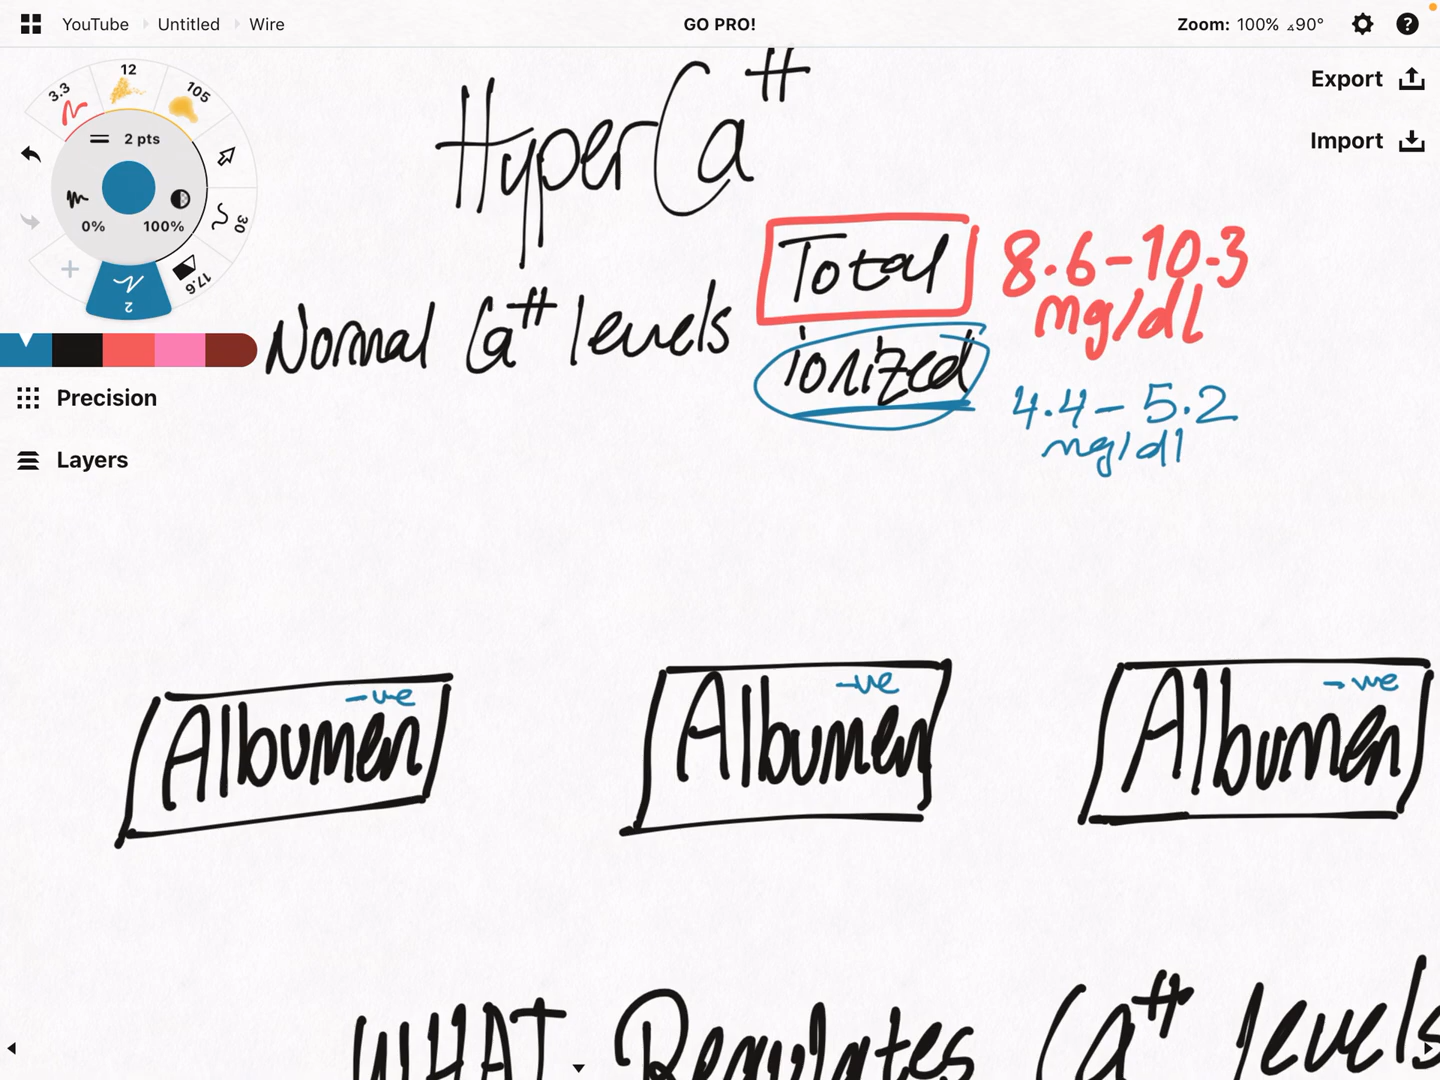 YouTube Untitled Wire
GO PRO!
Zoom: 100% ⦟90°
Export
Import
12
3.3
105
2 pts
0% 100%
30
17.6
2
Precision
Layers
HyperCa++
Normal Ca++ levels
Total 8.6-10.3
mg/dl
ionized
4.4-5.2
mg/dl
-ve
Albumen
-ve
Albumen
-ve
Albumen
WHAT Regulates Ca++ levels